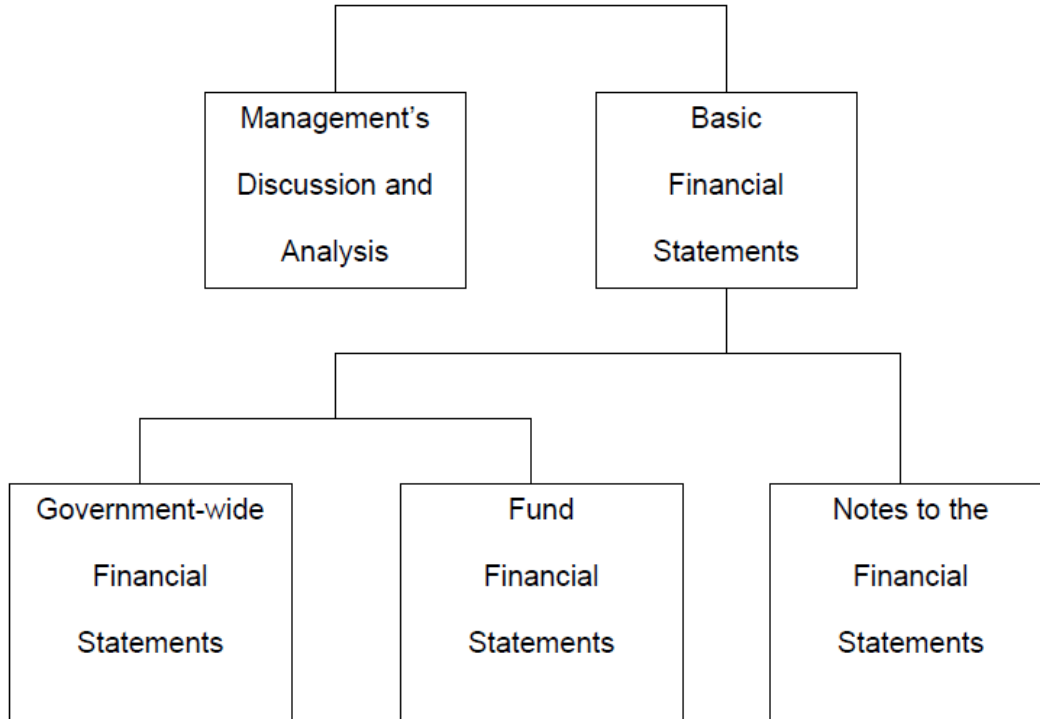 Management’s
Discussion and
Analysis
Basic
Financial
Statements
Government-wide
Financial
Statements
Fund
Financial
Statements
Notes to the
Financial
Statements